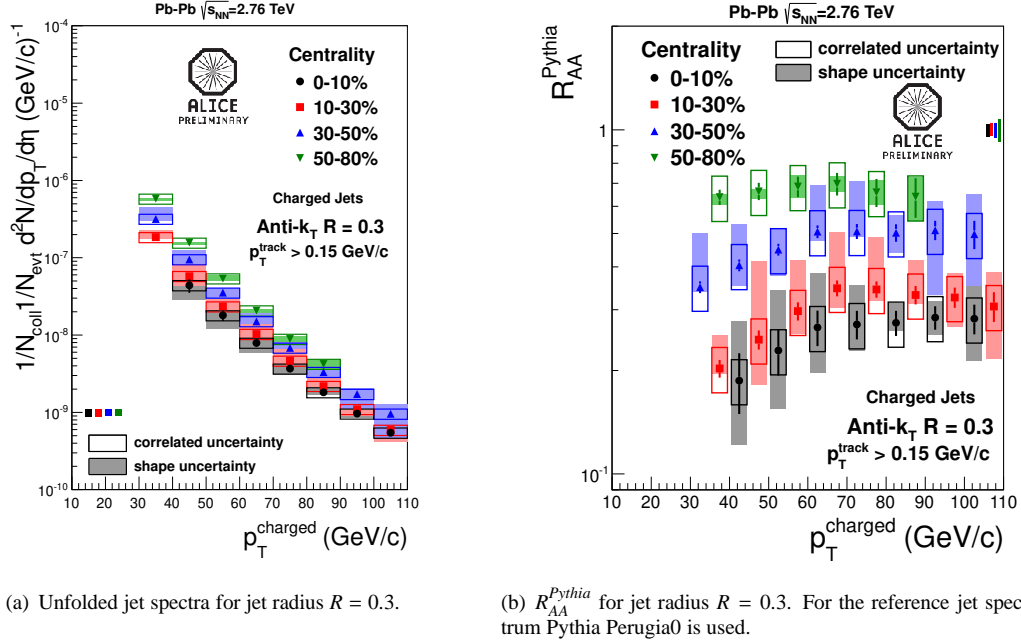 Pb-Pb √sNN=2.76 TeV
1/Ncoll 1/Nevt d²N/dpT/dη (GeV/c)-1
10-4
10-5
10-6
10-7
10-8
10-9
10-10
ALICE
PRELIMINARY
Centrality
0-10%
10-30%
30-50%
50-80%
Charged Jets
Anti-kT R = 0.3
pTtrack > 0.15 GeV/c
correlated uncertainty
shape uncertainty
10 20 30 40 50 60 70 80 90 100 110
pTcharged (GeV/c)
(a) Unfolded jet spectra for jet radius R = 0.3.
Pb-Pb √sNN=2.76 TeV
RAAPythia
1
10-1
Centrality
0-10%
10-30%
30-50%
50-80%
correlated uncertainty
shape uncertainty
ALICE
PRELIMINARY
Charged Jets
Anti-kT R = 0.3
pTtrack > 0.15 GeV/c
10 20 30 40 50 60 70 80 90 100 110
pTcharged (GeV/c)
(b) RAAPythia for jet radius R = 0.3. For the reference jet spec-
trum Pythia Perugia0 is used.